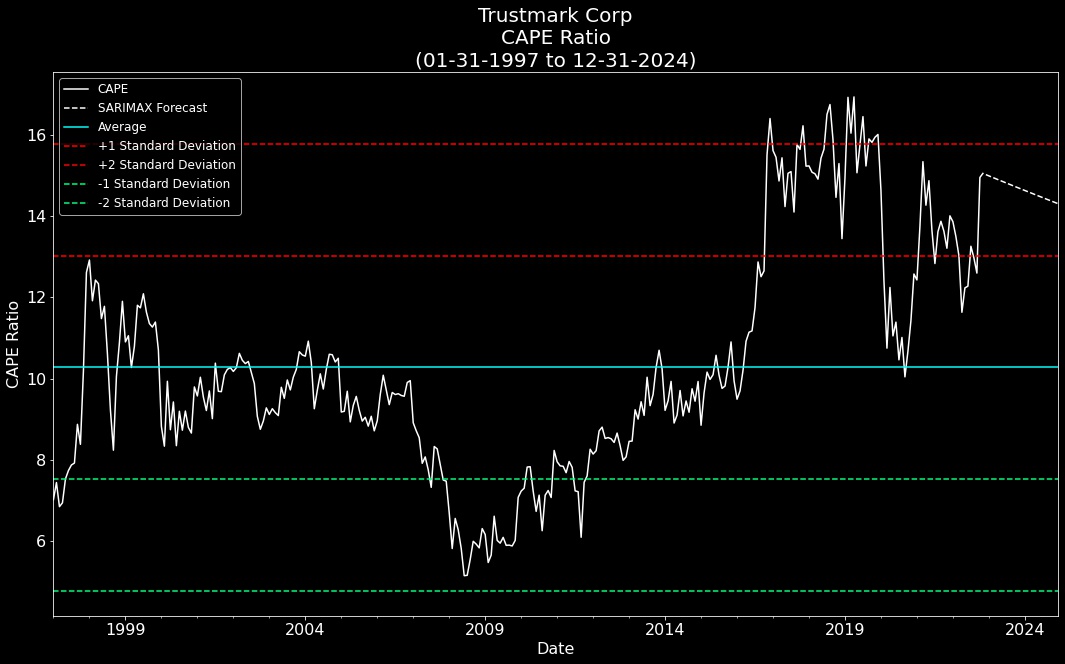 Trustmark Corp
CAPE Ratio
(01-31-1997 to 12-31-2024)
CAPE
SARIMAX Forecast
Average
+1 Standard Deviation
+2 Standard Deviation
-1 Standard Deviation
-2 Standard Deviation
CAPE Ratio
16
14
12
10
8
6
1999
2004
2009
2014
2019
2024
Date